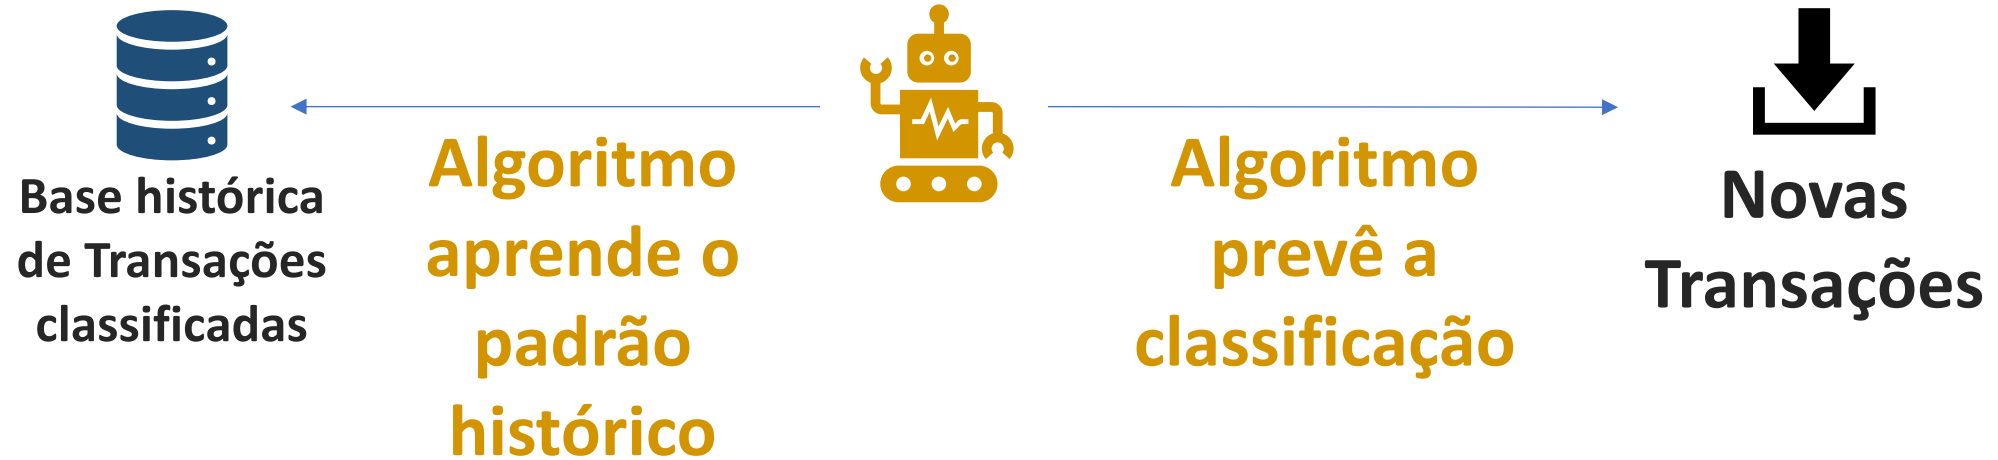 Base histórica
de Transações
classificadas
Algoritmo
aprende o
padrão
histórico
Algoritmo
prevê a
classificação
Novas
Transações